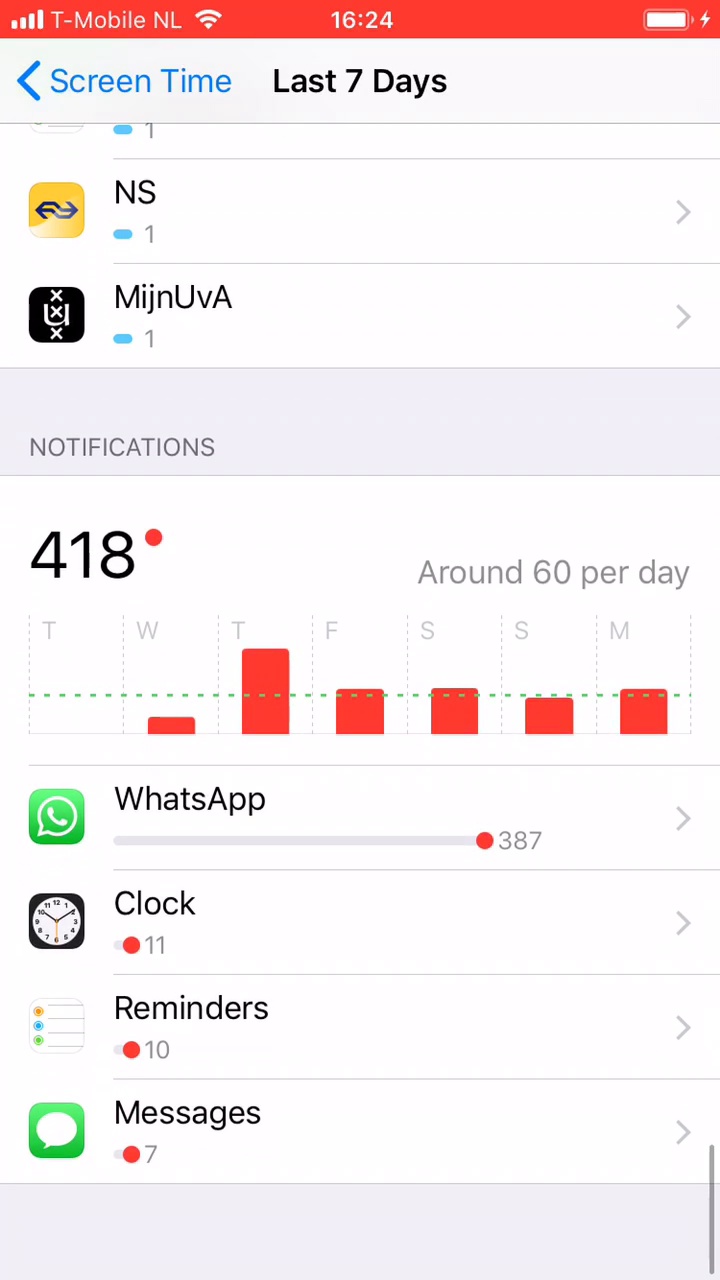 T-Mobile NL 16:24
Screen Time Last 7 Days
1
NS
1
MijnUvA
1
NOTIFICATIONS
418
Around 60 per day
T W T F S S M
WhatsApp
387
Clock
11
Reminders
10
Messages
7